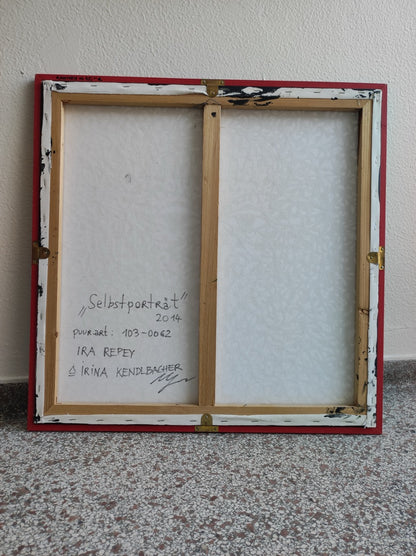 „Selbstporträt"
2014
puurart: 103-0062
IRA REPEY
≙ IRINA KENDLBACHER